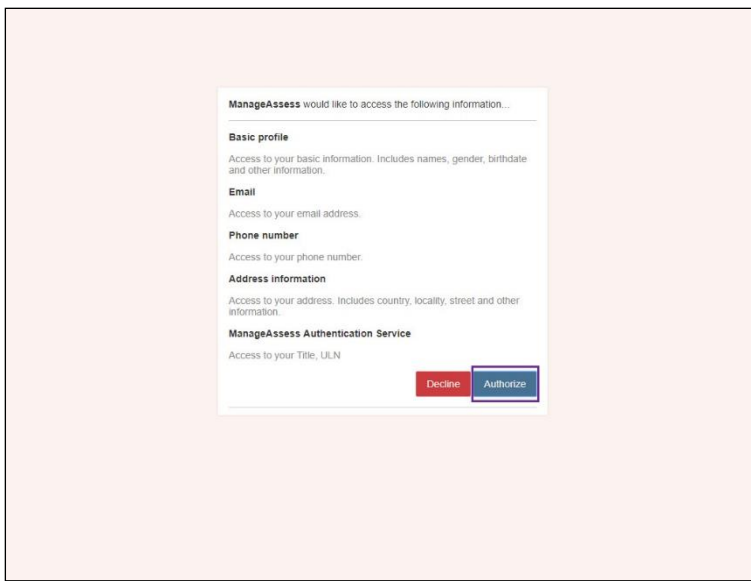 ManageAssess would like to access the following information...
Basic profile
Access to your basic information. Includes names, gender, birthdate
and other information.
Email
Access to your email address.
Phone number
Access to your phone number.
Address information
Access to your address. Includes country, locality, street and other
information.
ManageAssess Authentication Service
Access to your Title, ULN
Decline Authorize